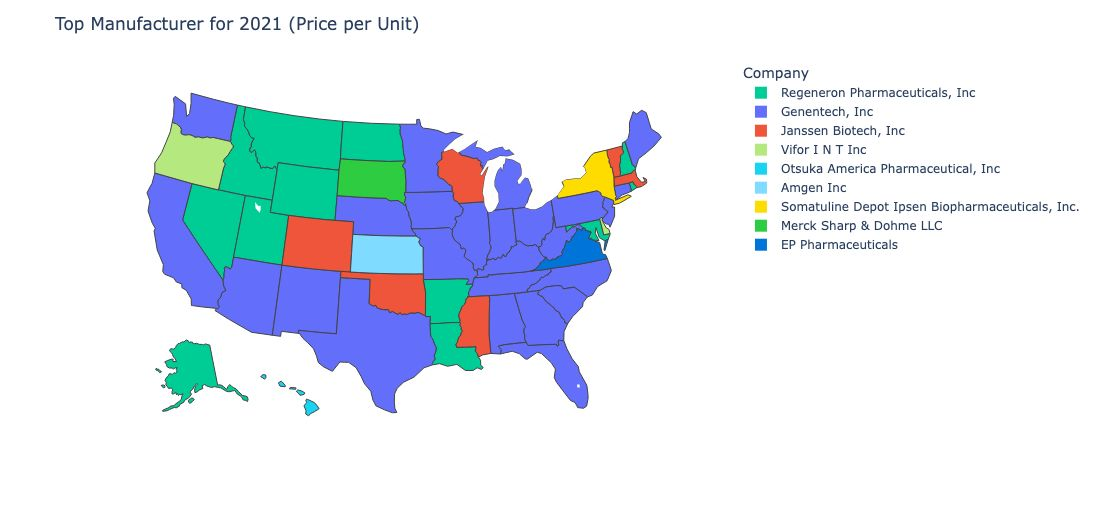 Top Manufacturer for 2021 (Price per Unit)
Company
Regeneron Pharmaceuticals, Inc
Genentech, Inc
Janssen Biotech, Inc
Vifor I N T Inc
Otsuka America Pharmaceutical, Inc
Amgen Inc
Somatuline Depot Ipsen Biopharmaceuticals, Inc.
Merck Sharp & Dohme LLC
EP Pharmaceuticals